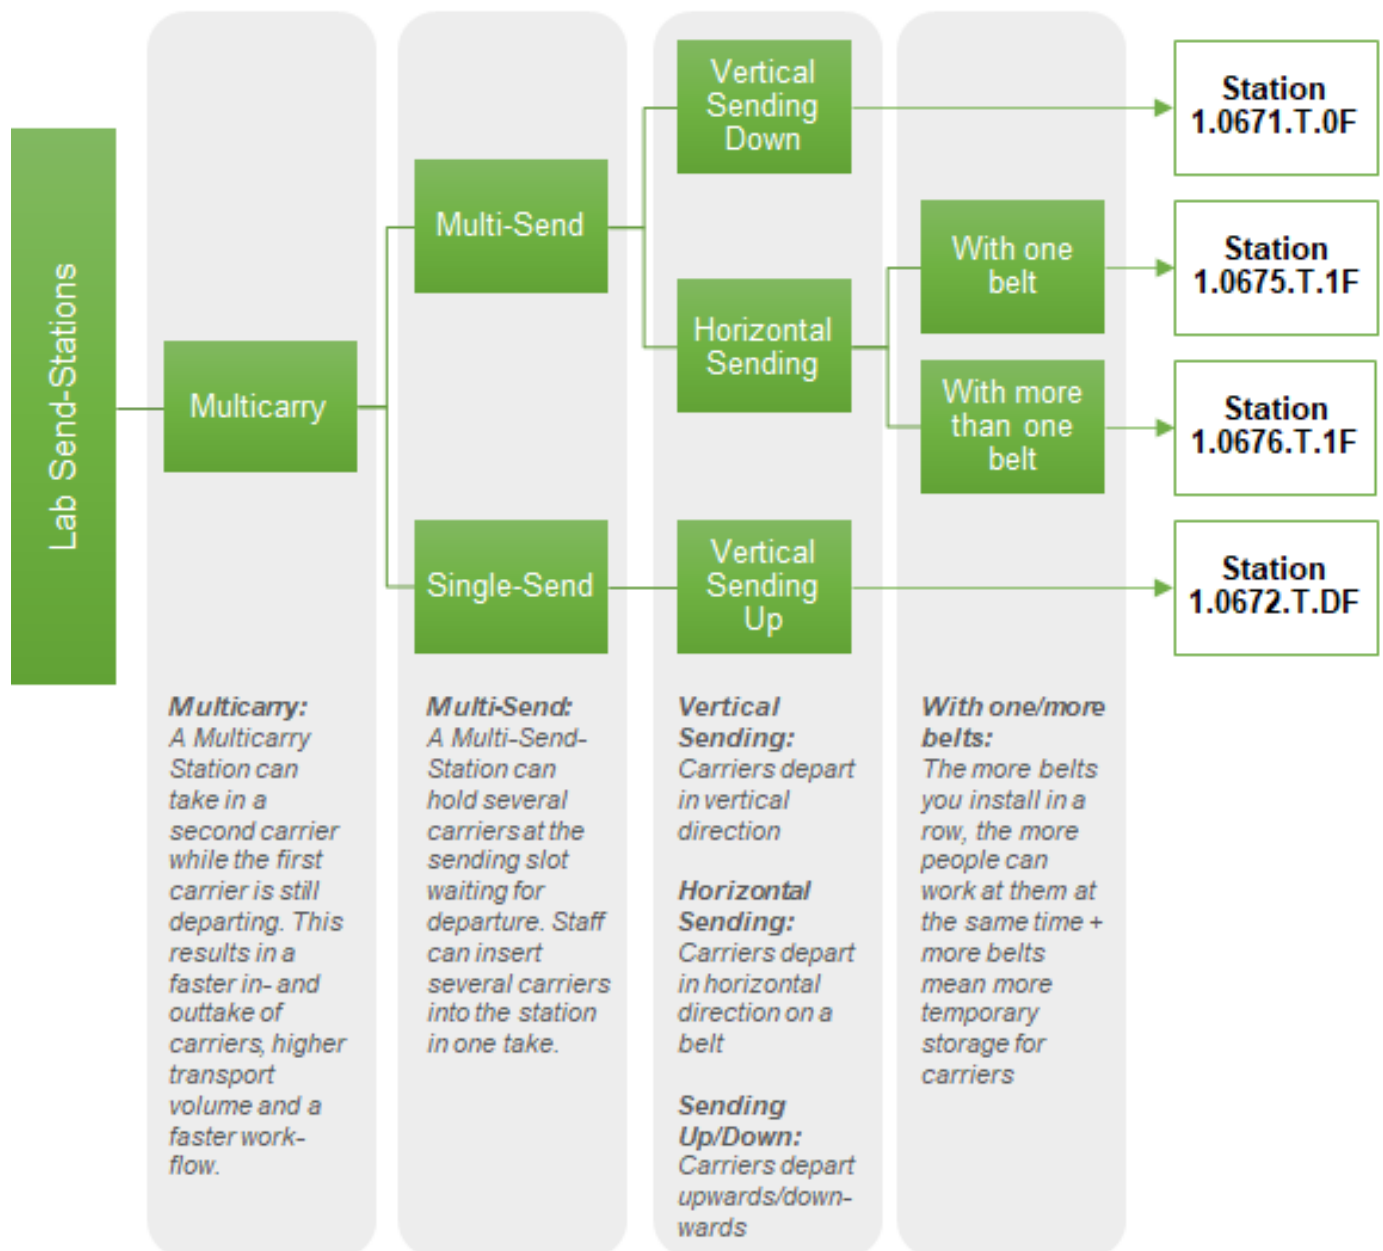 Lab Send-Stations
Multicarry
Multi-Send
Single-Send
Vertical
Sending
Down
Horizontal
Sending
Vertical
Sending
Up
With one
belt
With more
than one
belt
Station
1.0671.T.0F
Station
1.0675.T.1F
Station
1.0676.T.1F
Station
1.0672.T.DF
Multicarry:
A Multicarry
Station can
take in a
second carrier
while the first
carrier is still
departing. This
results in a
faster in- and
outtake of
carriers, higher
transport
volume and a
faster work-
flow.
Multi-Send:
A Multi-Send-
Station can
hold several
carriers at the
sending slot
waiting for
departure. Staff
can insert
several carriers
into the station
in one take.
Vertical
Sending:
Carriers depart
in vertical
direction
Horizontal
Sending:
Carriers depart
in horizontal
direction on a
belt
Sending
Up/Down:
Carriers depart
upwards/down-
wards
With one/more
belts:
The more belts
you install in a
row, the more
people can
work at them at
the same time +
more belts
mean more
temporary
storage for
carriers